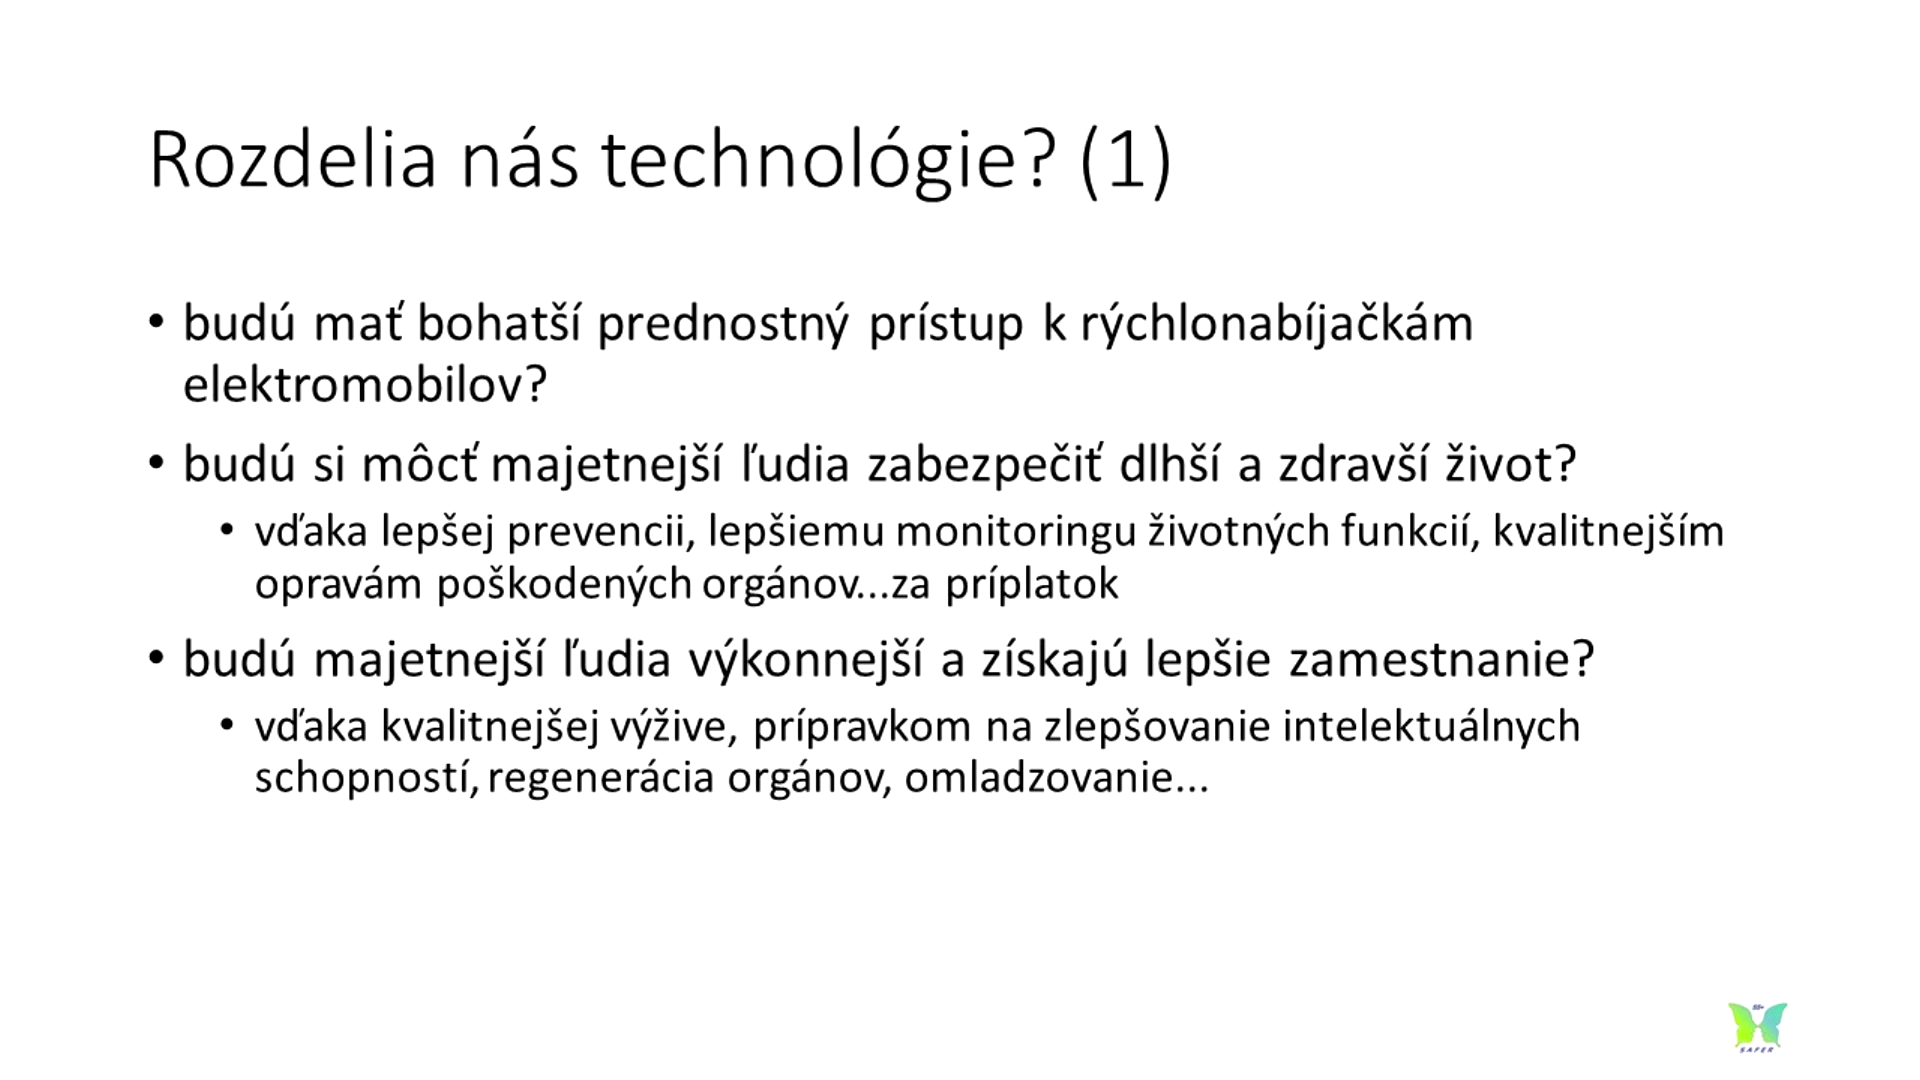 Rozdelia nás technológie? (1)
• budú mať bohatší prednostný prístup k rýchlonabíjačkám
elektromobilov?
• budú si môcť majetnejší ľudia zabezpečiť dlhší a zdravší život?
• vďaka lepšej prevencii, lepšiemu monitoringu životných funkcií, kvalitnejším
opravám poškodených orgánov...za príplatok
• budú majetnejší ľudia výkonnejší a získajú lepšie zamestnanie?
• vďaka kvalitnejšej výžive, prípravkom na zlepšovanie intelektuálnych
schopností, regenerácia orgánov, omladzovanie...
55+
SAFER